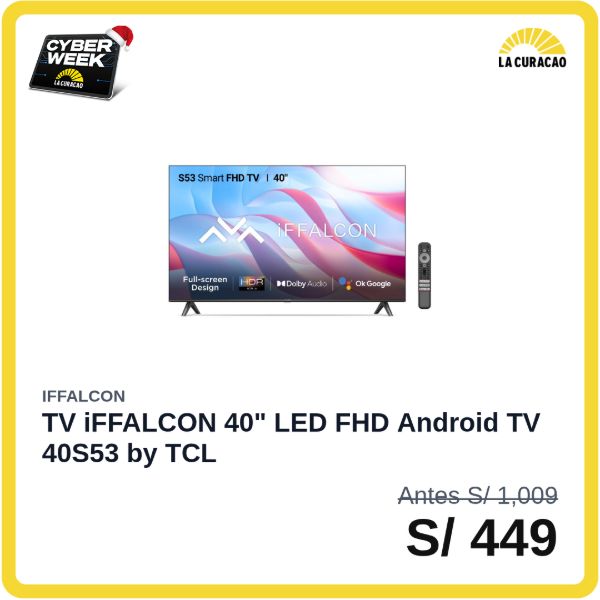 CYBER
WEEK
LA CURACAO
LA CURACAO
S53 Smart FHD TV | 40"
iFFALCON
Full-screen
Design
HDR
Dolby Audio
Ok Google
IFFALCON
TV iFFALCON 40" LED FHD Android TV
40S53 by TCL
Antes S/ 1,009
S/ 449